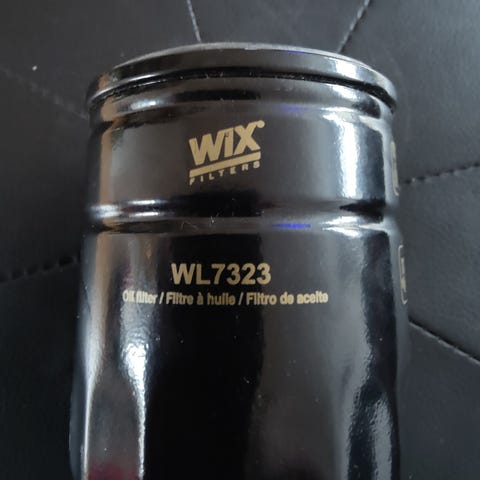 WIX
FILTERS
WL7323
Oil filter / Filtre à huile / Filtro de aceite